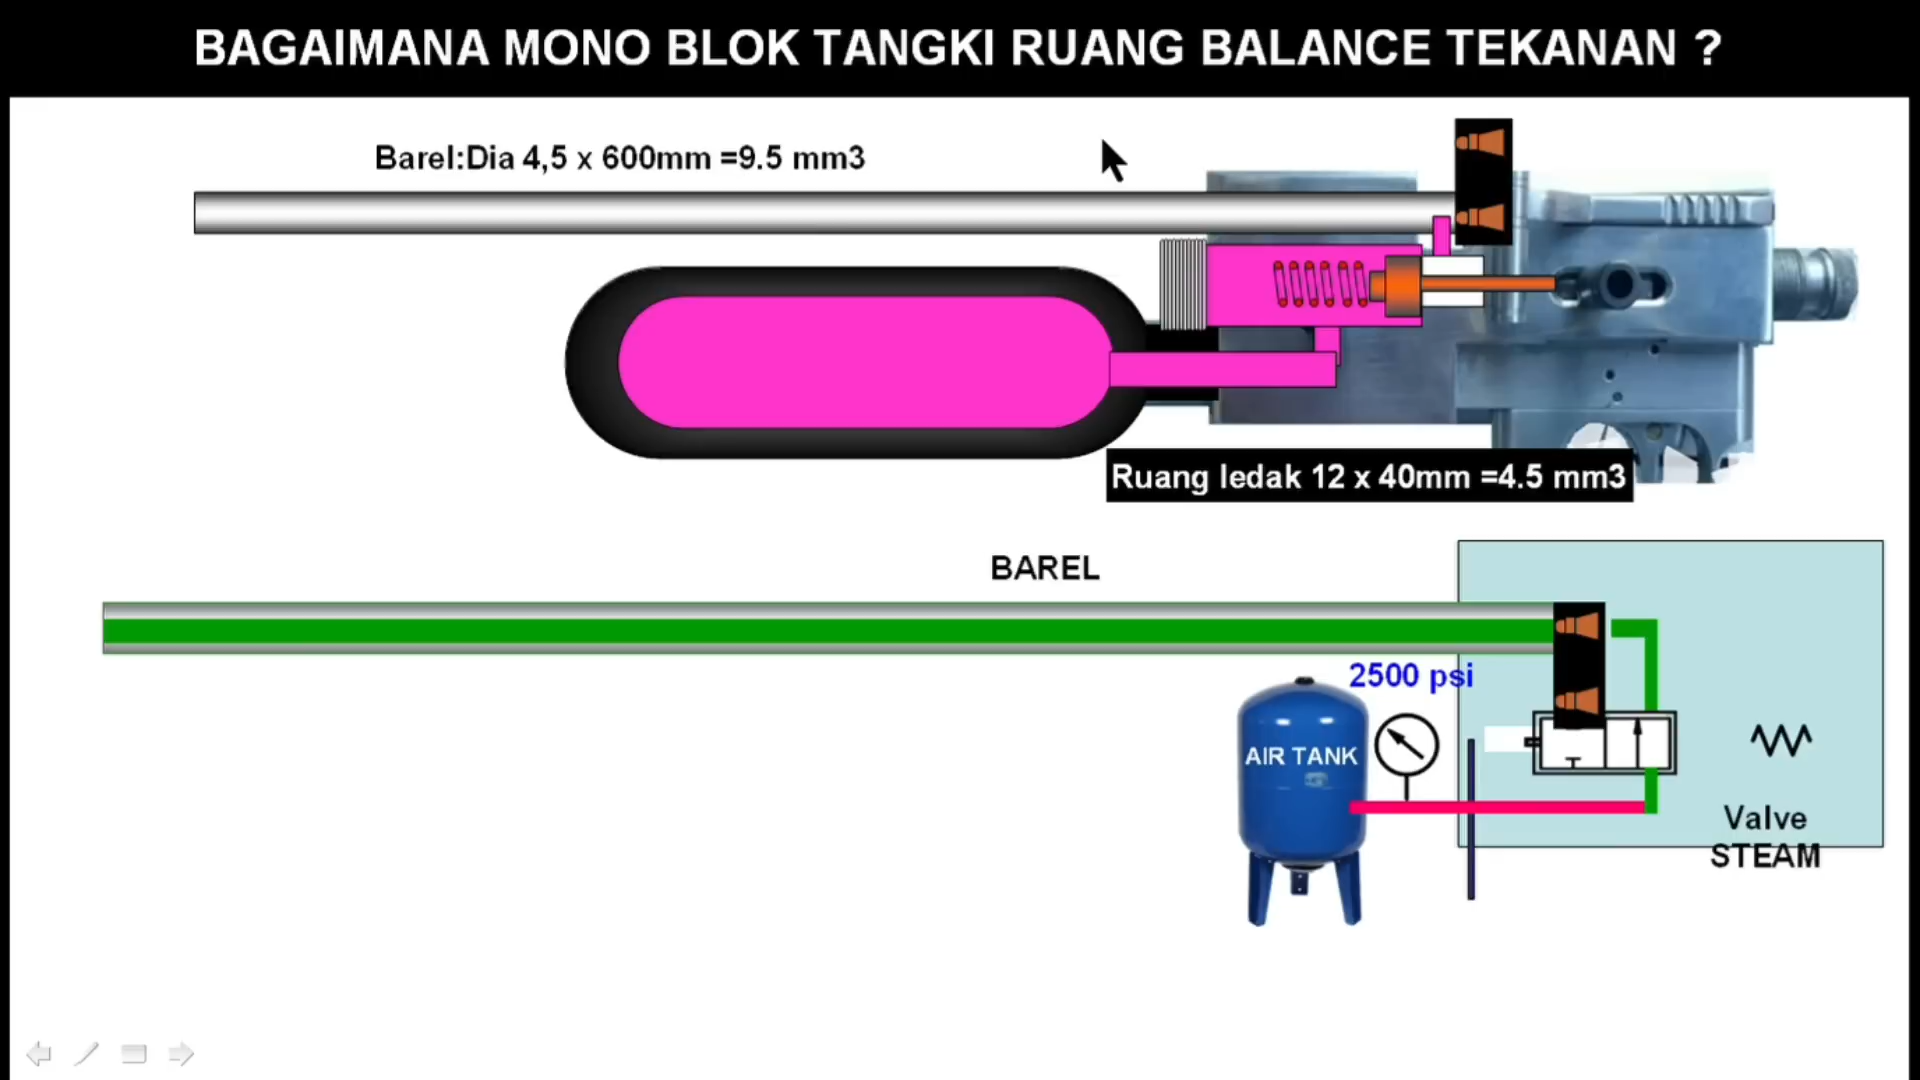 BAGAIMANA MONO BLOK TANGKI RUANG BALANCE TEKANAN ?
Barel:Dia 4,5 x 600mm =9.5 mm3
Ruang ledak 12 x 40mm =4.5 mm3
BAREL
2500 psi
AIR TANK
Valve
STEAM